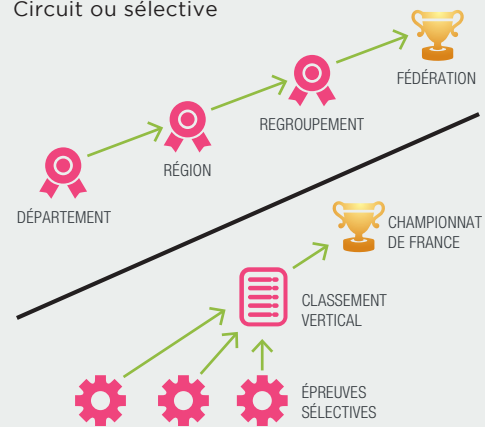 Circuit ou sélective
FÉDÉRATION
REGROUPEMENT
RÉGION
DÉPARTEMENT
CHAMPIONNAT
DE FRANCE
CLASSEMENT
VERTICAL
ÉPREUVES
SÉLECTIVES